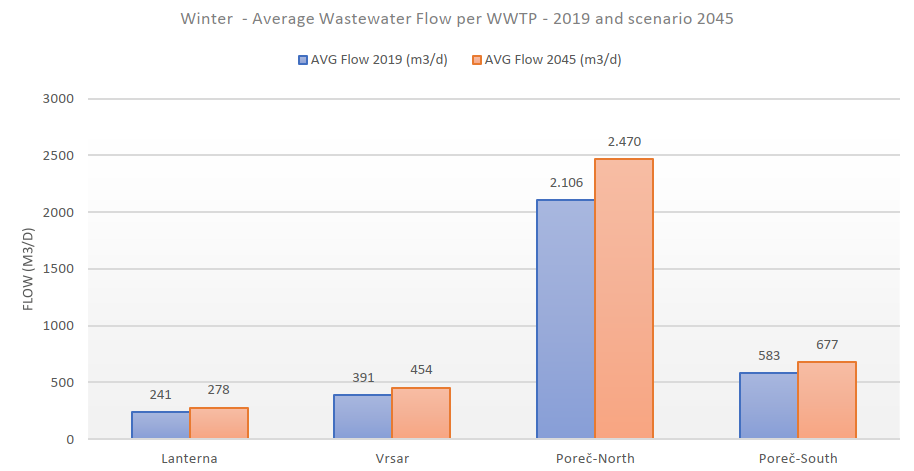 Winter - Average Wastewater Flow per WWTP - 2019 and scenario 2045
AVG Flow 2019 (m3/d) AVG Flow 2045 (m3/d)
FLOW (M3/D)
3000
2500
2000
1500
1000
500
0
241 278
391 454
2.106 2.470
583 677
Lanterna Vrsar Poreč-North Poreč-South